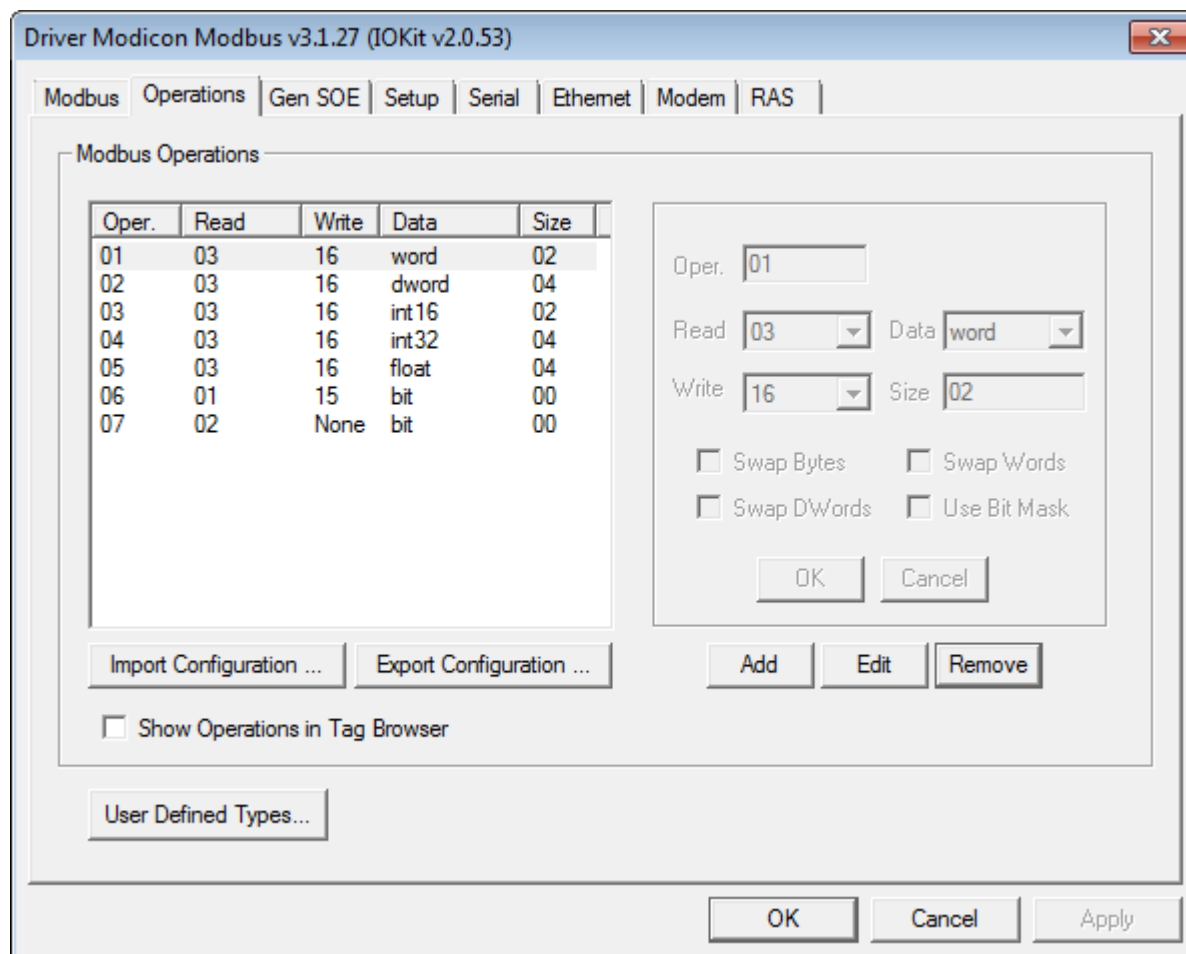 Driver Modicon Modbus v3.1.27 (IOKit v2.0.53)
Modbus Operations Gen SOE Setup Serial Ethernet Modem RAS
Modbus Operations
Oper. Read Write Data Size
01 03 16 word 02
02 03 16 dword 04
03 03 16 int16 02
04 03 16 int32 04
05 03 16 float 04
06 01 15 bit 00
07 02 None bit 00
Oper. 01
Read 03 Data word
Write 16 Size 02
Swap Bytes Swap Words
Swap DWords Use Bit Mask
OK Cancel
Import Configuration ... Export Configuration ... Add Edit Remove
Show Operations in Tag Browser
User Defined Types...
OK Cancel Apply